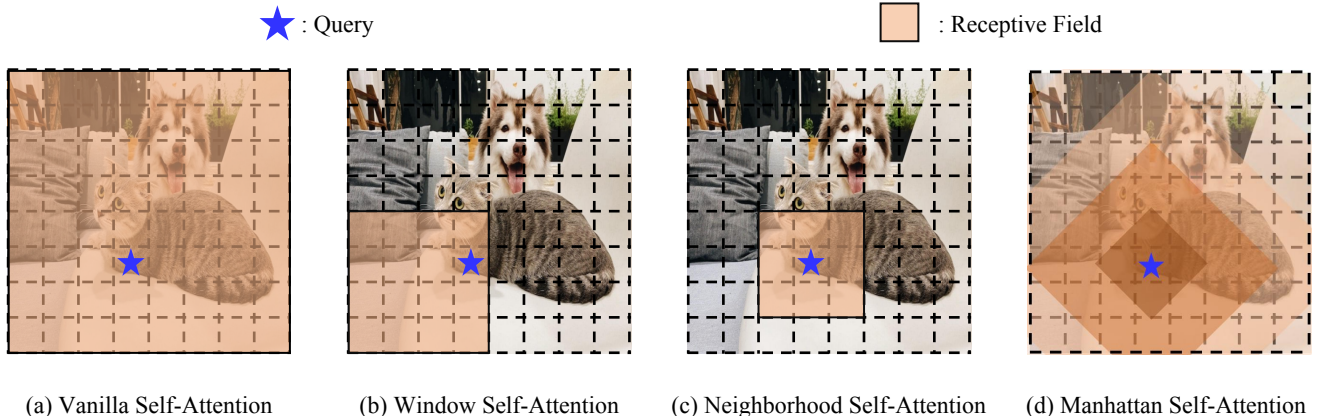 : Query
: Receptive Field
(a) Vanilla Self-Attention
(b) Window Self-Attention
(c) Neighborhood Self-Attention
(d) Manhattan Self-Attention